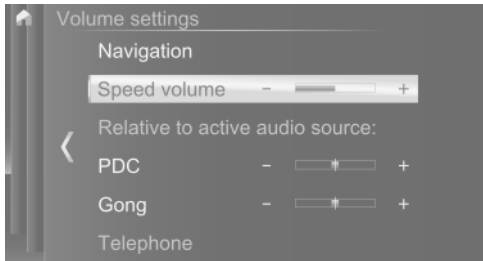 Volume settings
Navigation
Speed volume - +
Relative to active audio source:
PDC - +
Gong - +
Telephone